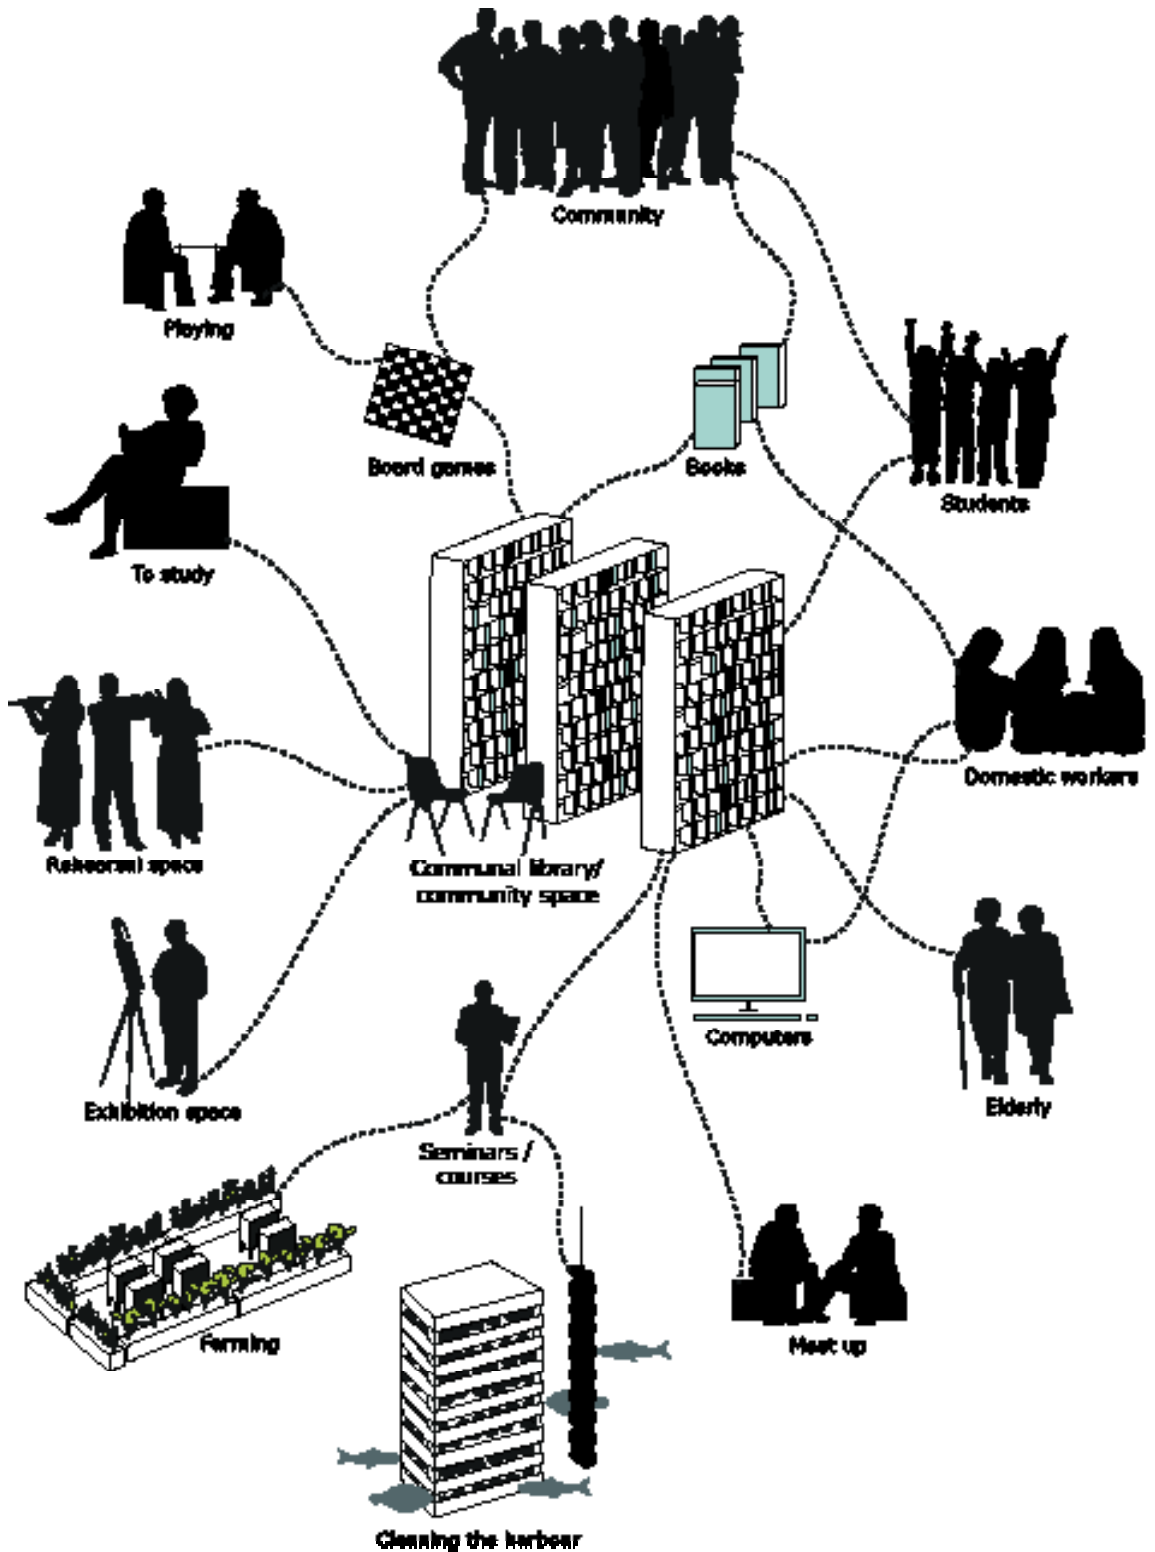 Community
Playing
Board games
Books
Students
To study
Domestic workers
Rehearsal space
Communal library/
community space
Computers
Elderly
Exhibition space
Seminars /
courses
Farming
Meet up
Cleaning the harbour